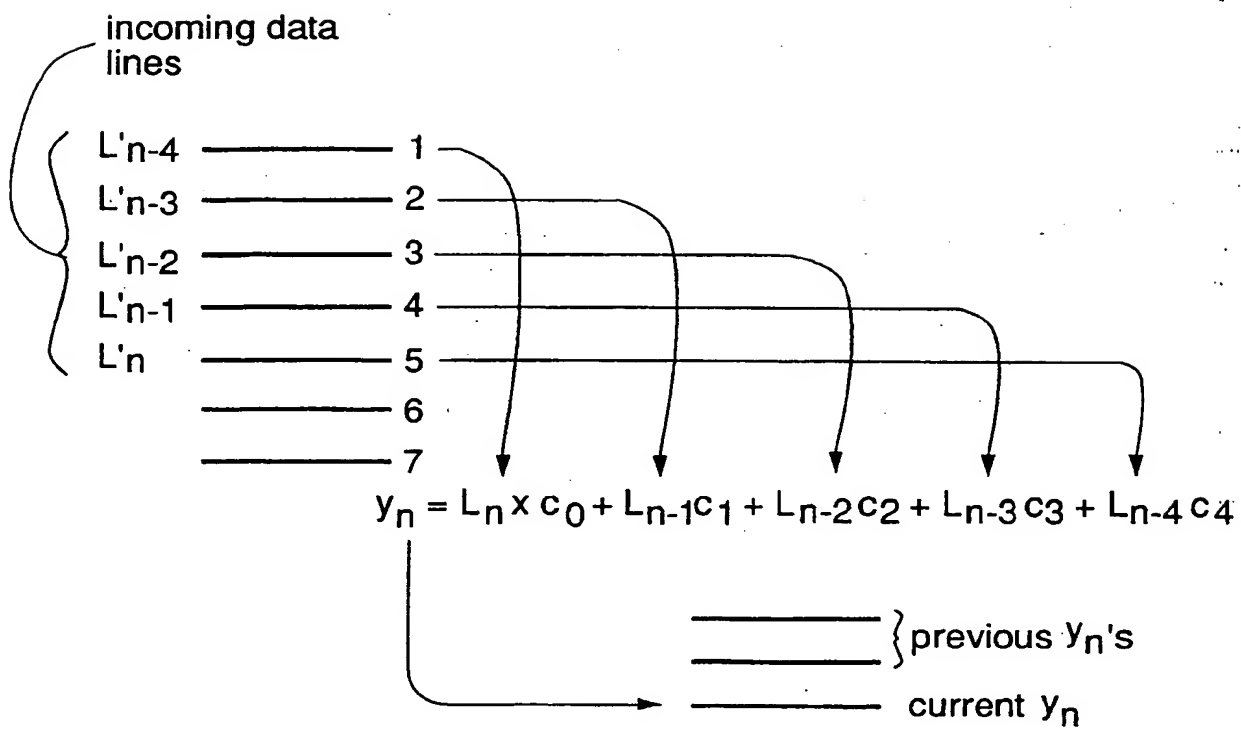 incoming data
lines
L'n-4 1
L'n-3 2
L'n-2 3
L'n-1 4
L'n 5
6
7
yn = Ln x c0 + Ln-1c1 + Ln-2c2 + Ln-3c3 + Ln-4c4
previous yn's
current yn